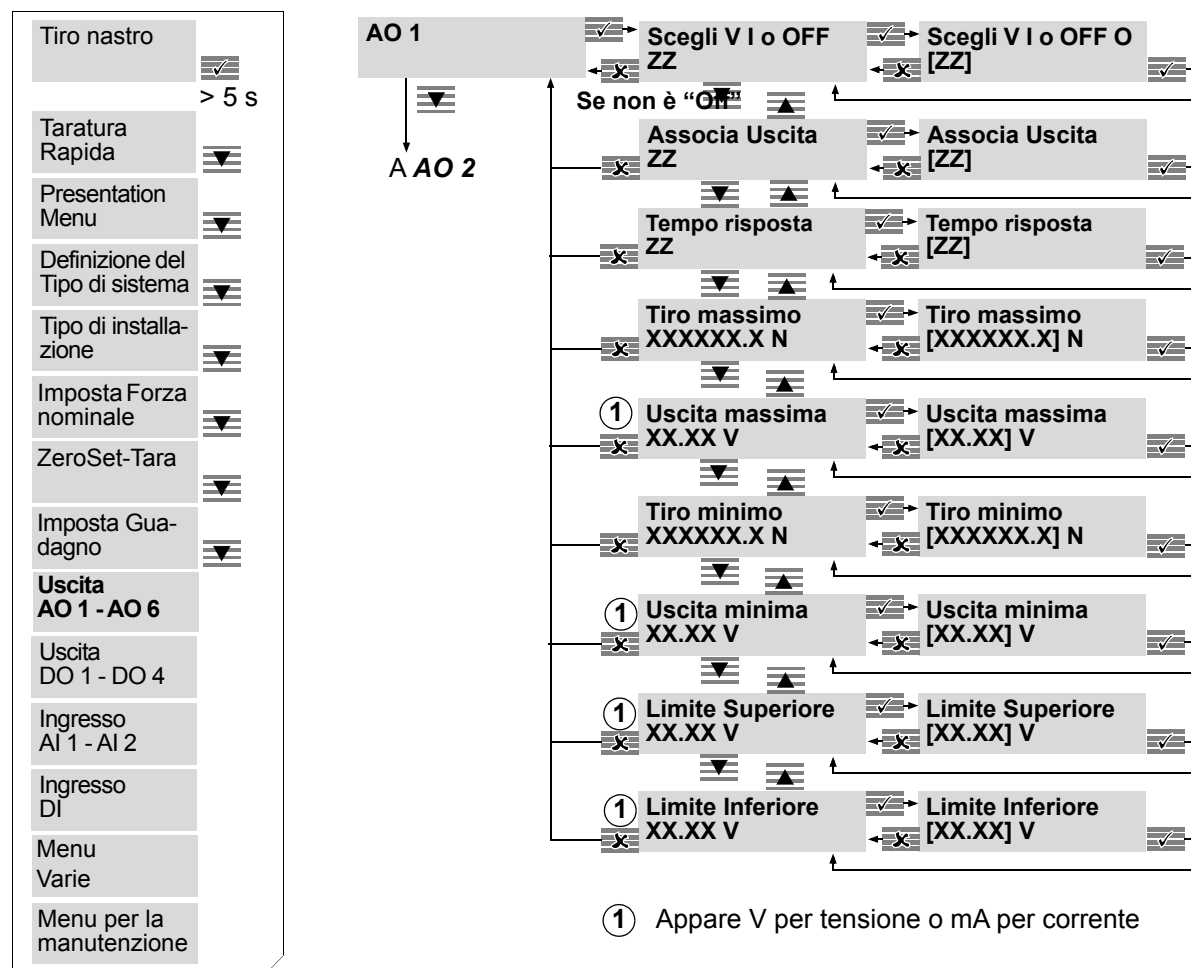 Tiro nastro
> 5 s
Taratura
Rapida
Presentation
Menu
Definizione del
Tipo di sistema
Tipo di installa-
zione
Imposta Forza
nominale
ZeroSet-Tara
Imposta Gua-
dagno
Uscita
AO 1 - AO 6
Uscita
DO 1 - DO 4
Ingresso
AI 1 - AI 2
Ingresso
DI
Menu
Varie
Menu per la
manutenzione
AO 1
A AO 2
Scegli V I o OFF
ZZ
Scegli V I o OFF O
[ZZ]
Se non è “Off”
Associa Uscita
ZZ
Associa Uscita
[ZZ]
Tempo risposta
ZZ
Tempo risposta
[ZZ]
Tiro massimo
XXXXXX.X N
Tiro massimo
[XXXXXX.X] N
1 Uscita massima
XX.XX V
Uscita massima
[XX.XX] V
Tiro minimo
XXXXXX.X N
Tiro minimo
[XXXXXX.X] N
1 Uscita minima
XX.XX V
Uscita minima
[XX.XX] V
1 Limite Superiore
XX.XX V
Limite Superiore
[XX.XX] V
1 Limite Inferiore
XX.XX V
Limite Inferiore
[XX.XX] V
1 Appare V per tensione o mA per corrente